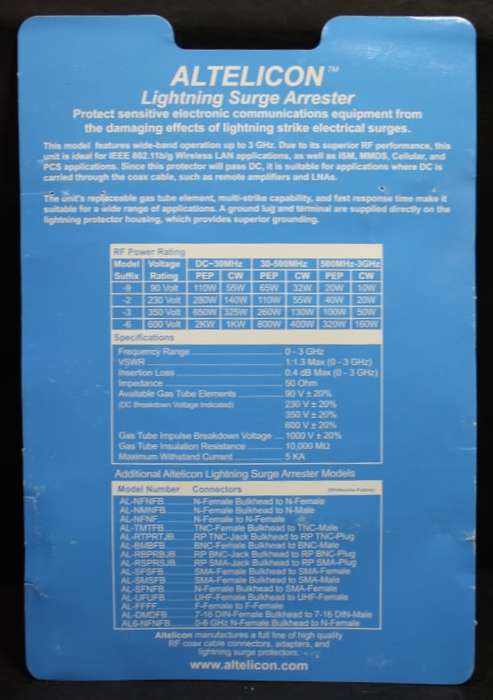 ALTELICON™
Lightning Surge Arrester
Protect sensitive electronic communications equipment from
the damaging effects of lightning strike electrical surges.
This model features wide-band operation up to 3 GHz. Due to its superior RF performance, this
unit is ideal for IEEE 802.11b/g Wireless LAN applications, as well as ISM, MMDS, Cellular, and
PCS applications. Since this protector will pass DC, it is suitable for applications where DC is
carried through the coax cable, such as remote amplifiers and LNAs.
The unit's replaceable gas tube element, multi-strike capability, and fast response time make it
suitable for a wide range of applications. A ground lug and terminal are supplied directly on the
lightning protector housing, which provides superior grounding.
RF Power Rating
Model Voltage DC~30MHz 30-500MHz 500MHz-3GHz
Suffix Rating PEP CW PEP CW PEP CW
-9 90 Volt 110W 55W 65W 32W 20W 10W
-2 230 Volt 280W 140W 110W 55W 40W 20W
-3 350 Volt 650W 325W 260W 130W 100W 50W
-6 600 Volt 2KW 1KW 800W 400W 320W 160W
Specifications
Frequency Range 0 - 3 GHz
VSWR 1:1.3 Max (0 - 3 GHz)
Insertion Loss 0.4 dB Max (0 - 3 GHz)
Impedance 50 Ohm
Available Gas Tube Elements 90 V ± 20%
(DC Breakdown Voltage Indicated) 230 V ± 20%
350 V ± 20%
600 V ± 20%
Gas Tube Impulse Breakdown Voltage 1000 V ± 20%
Gas Tube Insulation Resistance 10,000 MΩ
Maximum Withstand Current 5 KA
Additional Altelicon Lightning Surge Arrester Models
Model Number Connectors
AL-NFNFB N-Female Bulkhead to N-Female
AL-NMNFB N-Female Bulkhead to N-Male
AL-NFNF N-Female to N-Female
AL-TMTFB TNC-Female Bulkhead to TNC-Male
AL-RTPRTJB RP TNC-Jack Bulkhead to RP TNC-Plug
AL-BMBFB BNC-Female Bulkhead to BNC-Male
AL-RBPRBJB RP BNC-Jack Bulkhead to RP BNC-Plug
AL-RSPRSJB RP SMA-Jack Bulkhead to RP SMA-Plug
AL-SFSFB SMA-Female Bulkhead to SMA-Female
AL-SMSFB SMA-Female Bulkhead to SMA-Male
AL-SFNFB N-Female Bulkhead to SMA-Female
AL-UFUFB UHF-Female Bulkhead to UHF-Female
AL-FFFF F-Female to F-Female
AL-DMDFB 7-16 DIN-Female Bulkhead to 7-16 DIN-Male
AL6-NFNFB 5-6 GHz N-Female Bulkhead to N-Female
Altelicon manufactures a full line of high quality
RF coax cable connectors, adapters, and
lightning surge protectors.
www.altelicon.com